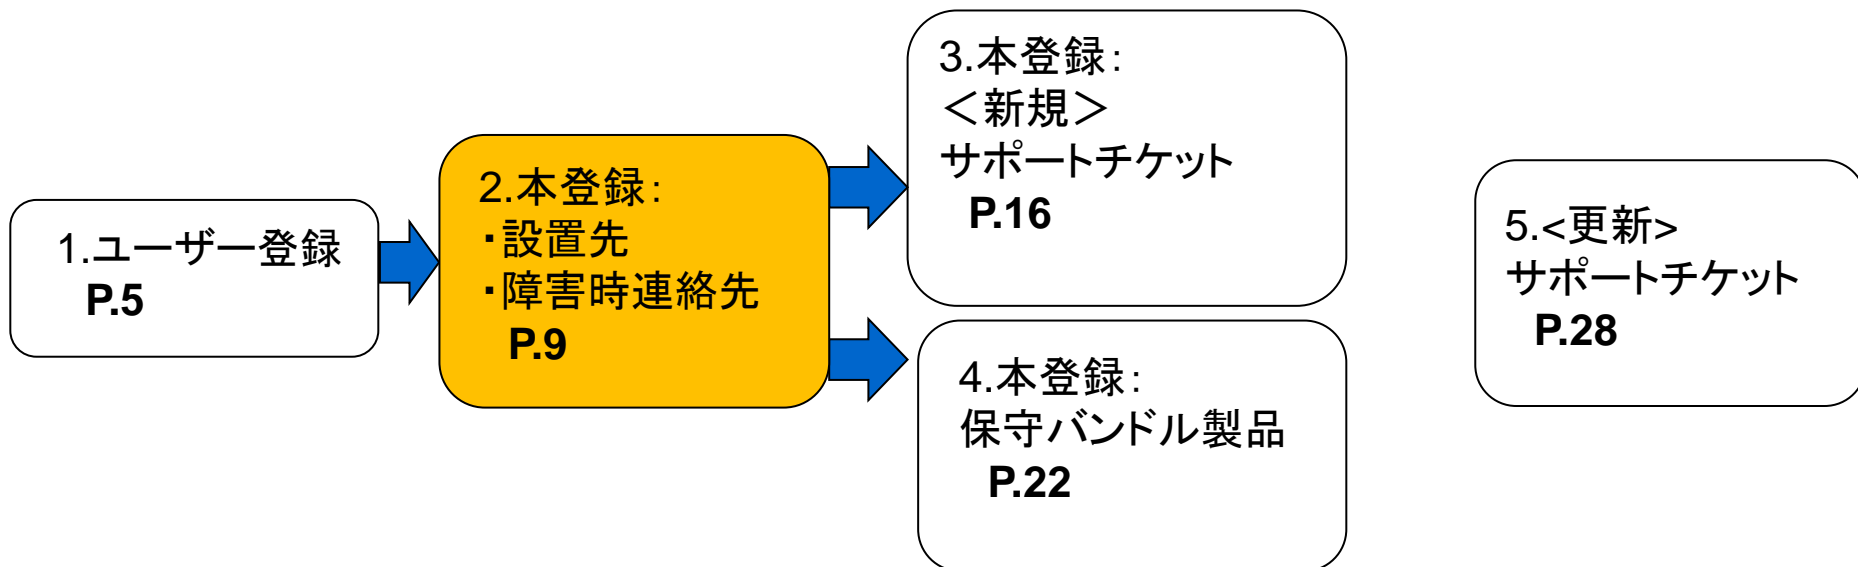 1.ユーザー登録
P.5
2.本登録：
・設置先
・障害時連絡先
P.9
3.本登録：
＜新規＞
サポートチケット
P.16
4.本登録：
保守バンドル製品
P.22
5.<更新>
サポートチケット
P.28